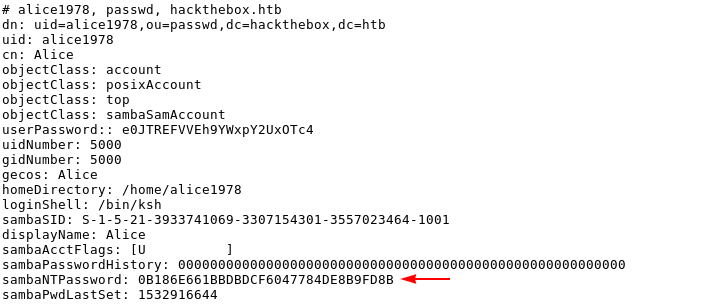 # alice1978, passwd, hackthebox.htb
dn: uid=alice1978,ou=passwd,dc=hackthebox,dc=htb
uid: alice1978
cn: Alice
objectClass: account
objectClass: posixAccount
objectClass: top
objectClass: sambaSamAccount
userPassword:: e0JTREFVVEh9YWxpY2UxOTc4
uidNumber: 5000
gidNumber: 5000
gecos: Alice
homeDirectory: /home/alice1978
loginShell: /bin/ksh
sambaSID: S-1-5-21-3933741069-3307154301-3557023464-1001
displayName: Alice
sambaAcctFlags: [U          ]
sambaPasswordHistory: 00000000000000000000000000000000000000000000000000000000
sambaNTPassword: 0B186E661BBDBDCF6047784DE8B9FD8B
sambaPwdLastSet: 1532916644